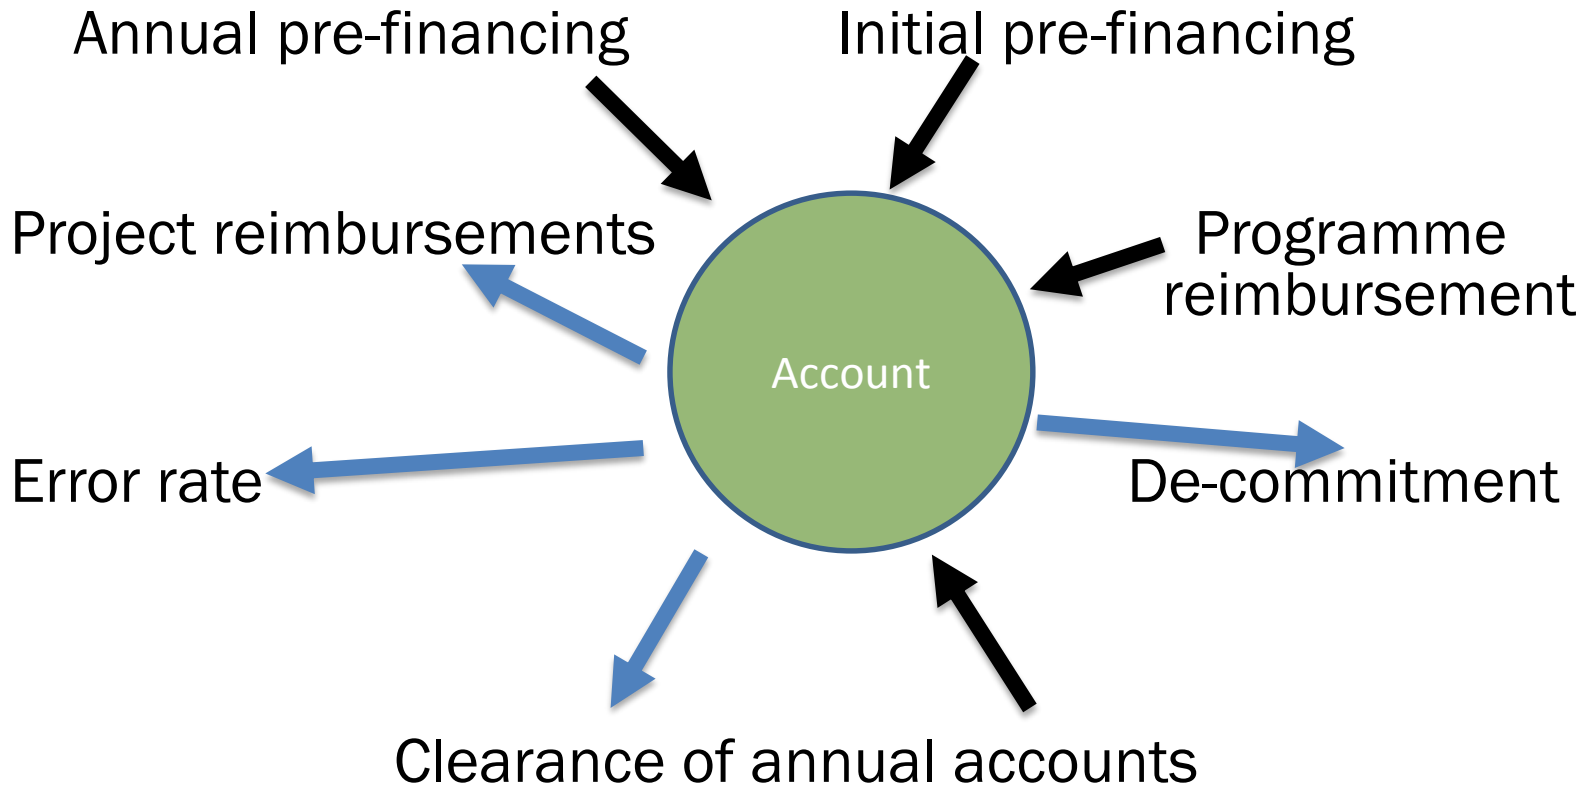 Annual pre-financing
Initial pre-financing
Project reimbursements
Programme
reimbursement
Account
Error rate
De-commitment
Clearance of annual accounts